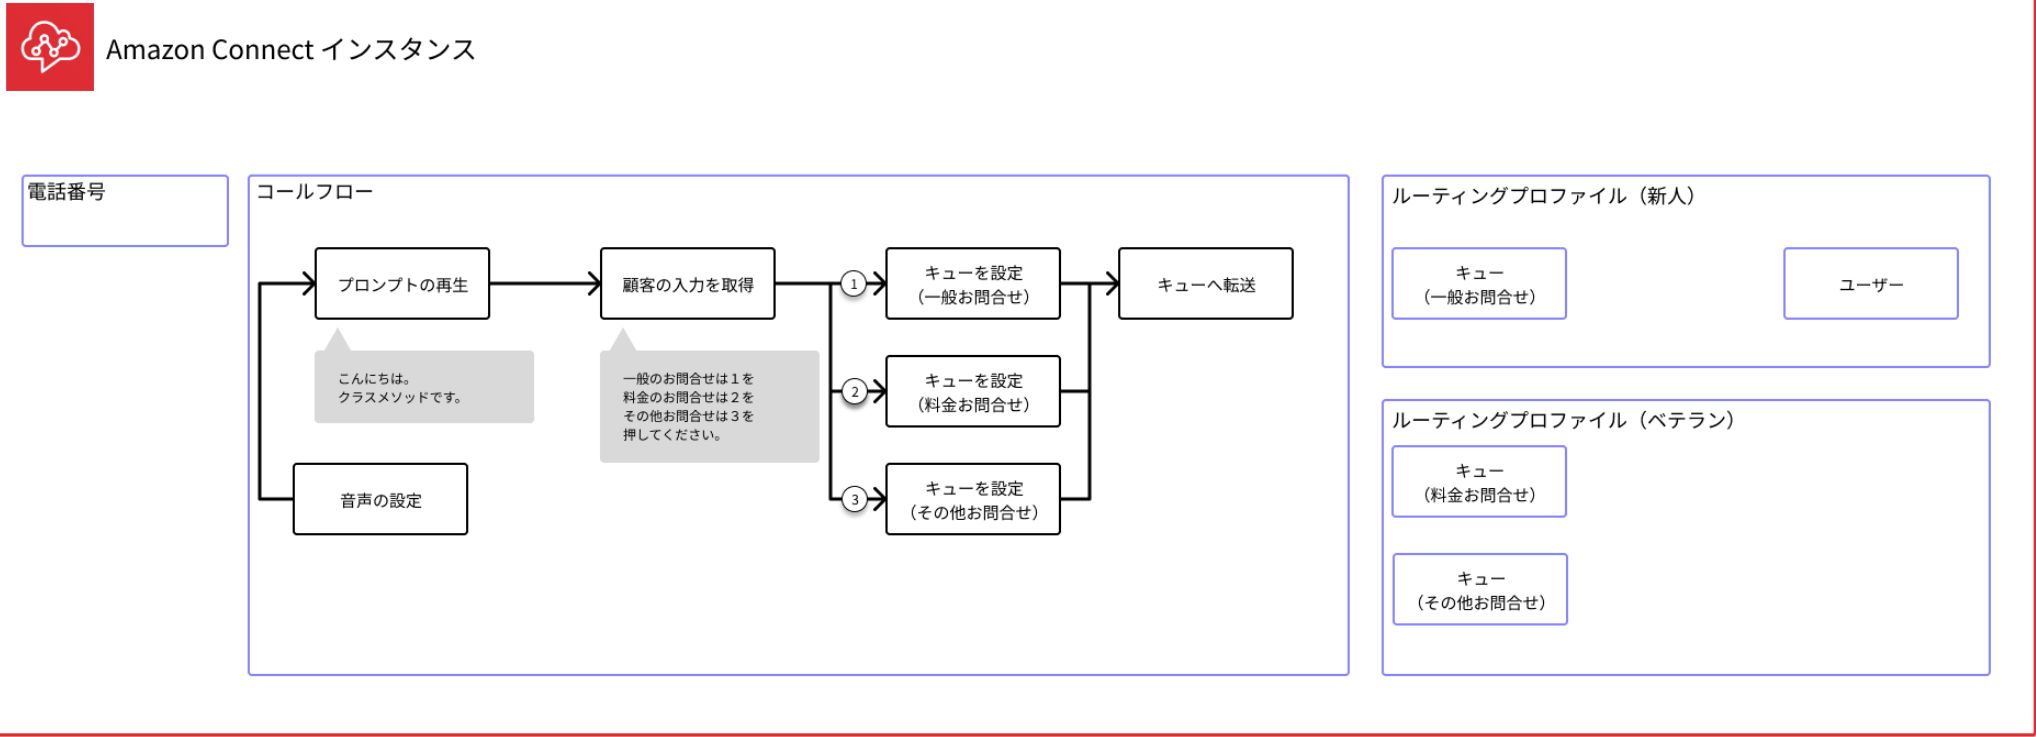 Amazon Connect インスタンス
電話番号
コールフロー
プロンプトの再生
こんにちは。
クラスメソッドです。
音声の設定
顧客の入力を取得
一般のお問合せは１を
料金のお問合せは２を
その他お問合せは３を
押してください。
1
キューを設定
（一般お問合せ）
2
キューを設定
（料金お問合せ）
3
キューを設定
（その他お問合せ）
キューへ転送
ルーティングプロファイル（新人）
キュー
（一般お問合せ）
ユーザー
ルーティングプロファイル（ベテラン）
キュー
（料金お問合せ）
キュー
（その他お問合せ）